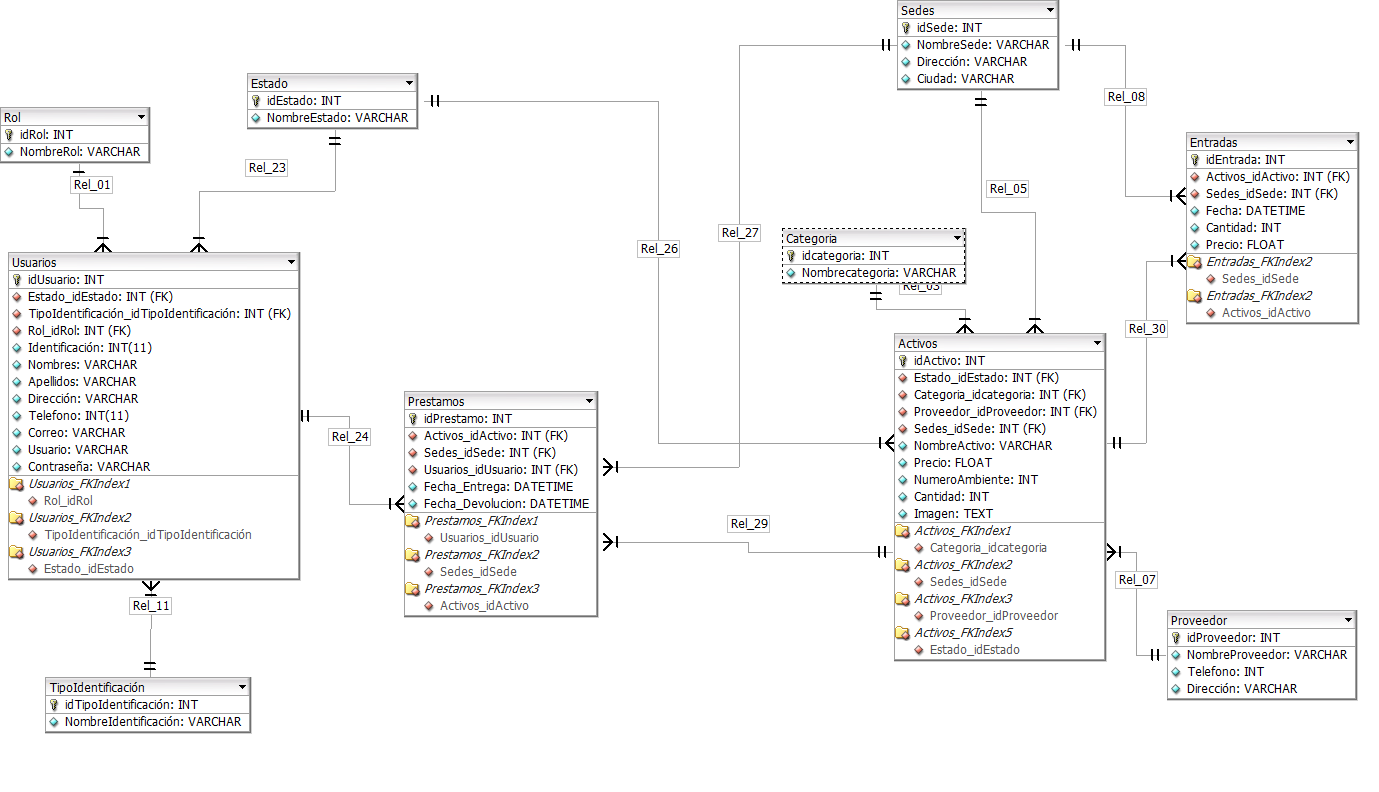 Sedes
idSede: INT
NombreSede: VARCHAR
Dirección: VARCHAR
Ciudad: VARCHAR
Estado
idEstado: INT
NombreEstado: VARCHAR
Rol
idRol: INT
NombreRol: VARCHAR
Rel_08
Rel_23
Rel_01
Rel_05
Rel_27
Rel_26
Entradas
idEntrada: INT
Activos_idActivo: INT (FK)
Sedes_idSede: INT (FK)
Fecha: DATETIME
Cantidad: INT
Precio: FLOAT
Entradas_FKIndex2
Sedes_idSede
Entradas_FKIndex2
Activos_idActivo
Categoria
idcategoria: INT
Nombrecategoria: VARCHAR
Rel_03
Usuarios
idUsuario: INT
Estado_idEstado: INT (FK)
TipoIdentificación_idTipoIdentificación: INT (FK)
Rol_idRol: INT (FK)
Identificación: INT(11)
Nombres: VARCHAR
Apellidos: VARCHAR
Dirección: VARCHAR
Telefono: INT(11)
Correo: VARCHAR
Usuario: VARCHAR
Contraseña: VARCHAR
Usuarios_FKIndex1
Rol_idRol
Usuarios_FKIndex2
TipoIdentificación_idTipoIdentificación
Usuarios_FKIndex3
Estado_idEstado
Rel_30
Rel_24
Prestamos
idPrestamo: INT
Activos_idActivo: INT (FK)
Sedes_idSede: INT (FK)
Usuarios_idUsuario: INT (FK)
Fecha_Entrega: DATETIME
Fecha_Devolucion: DATETIME
Prestamos_FKIndex1
Usuarios_idUsuario
Prestamos_FKIndex2
Sedes_idSede
Prestamos_FKIndex3
Activos_idActivo
Rel_29
Activos
idActivo: INT
Estado_idEstado: INT (FK)
Categoria_idcategoria: INT (FK)
Proveedor_idProveedor: INT (FK)
Sedes_idSede: INT (FK)
NombreActivo: VARCHAR
Precio: FLOAT
NumeroAmbiente: INT
Cantidad: INT
Imagen: TEXT
Activos_FKIndex1
Categoria_idcategoria
Activos_FKIndex2
Sedes_idSede
Activos_FKIndex3
Proveedor_idProveedor
Activos_FKIndex5
Estado_idEstado
Rel_07
Rel_11
Proveedor
idProveedor: INT
NombreProveedor: VARCHAR
Telefono: INT
Dirección: VARCHAR
TipoIdentificación
idTipoIdentificación: INT
NombreIdentificación: VARCHAR